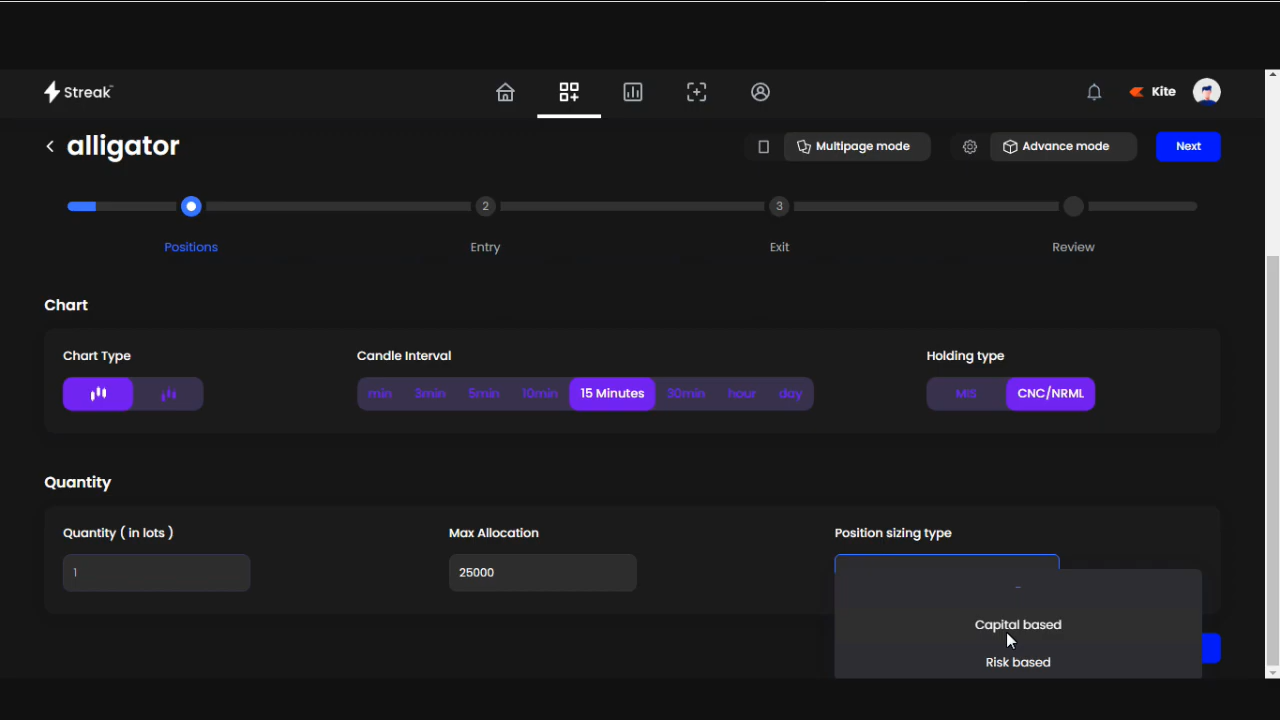 Streak™
Kite
alligator
Multipage mode
Advance mode
Next
2
3
Positions
Entry
Exit
Review
Chart
Chart Type
Candle Interval
Holding type
min 3min 5min 10min 15 Minutes 30min hour day
MIS CNC/NRML
Quantity
Quantity ( in lots )
Max Allocation
Position sizing type
1
25000
-
Capital based
Risk based